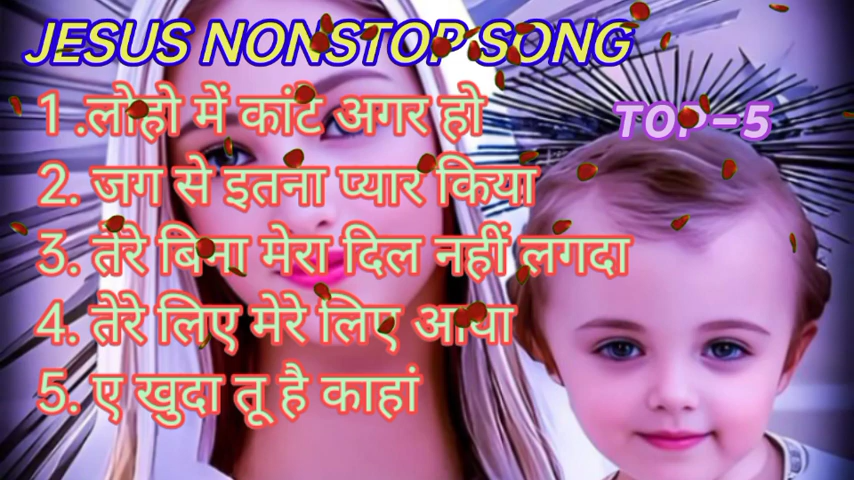 JESUS NONSTOP SONG
TOP-5
1 .लोहो में कांटे अगर हो
2. जग से इतना प्यार किया
3. तेरे बिना मेरा दिल नहीं लगदा
4. तेरे लिए मेरे लिए आया
5. ए खुदा तू है काहां